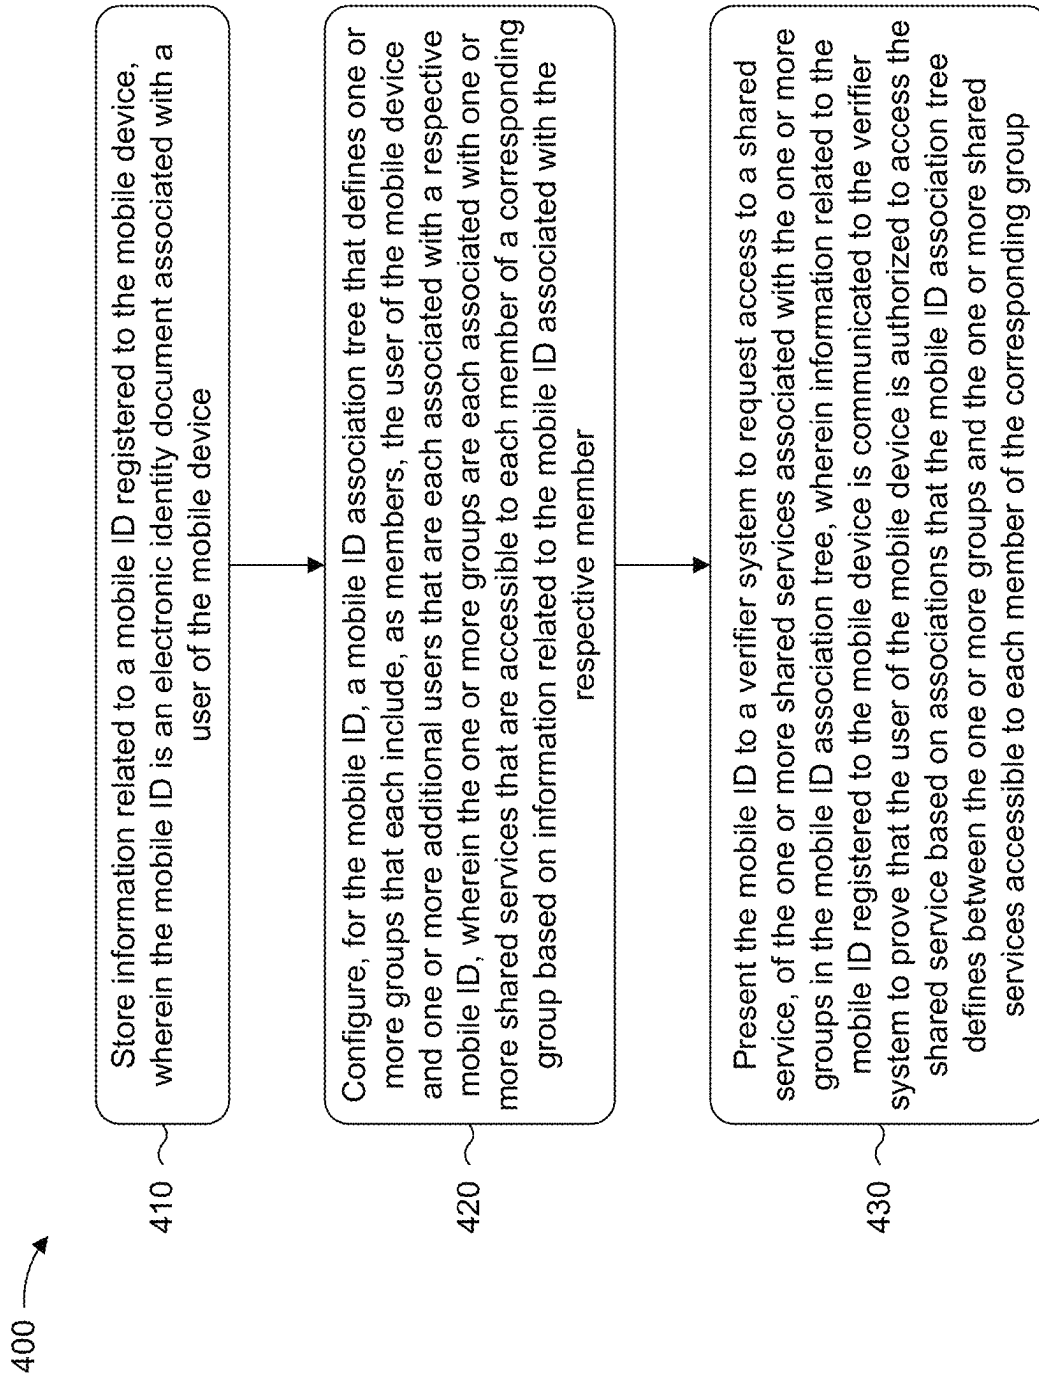 400
410
Store information related to a mobile ID registered to the mobile device,
wherein the mobile ID is an electronic identity document associated with a
user of the mobile device
420
Configure, for the mobile ID, a mobile ID association tree that defines one or
more groups that each include, as members, the user of the mobile device
and one or more additional users that are each associated with a respective
mobile ID, wherein the one or more groups are each associated with one or
more shared services that are accessible to each member of a corresponding
group based on information related to the mobile ID associated with the
respective member
430
Present the mobile ID to a verifier system to request access to a shared
service, of the one or more shared services associated with the one or more
groups in the mobile ID association tree, wherein information related to the
mobile ID registered to the mobile device is communicated to the verifier
system to prove that the user of the mobile device is authorized to access the
shared service based on associations that the mobile ID association tree
defines between the one or more groups and the one or more shared
services accessible to each member of the corresponding group